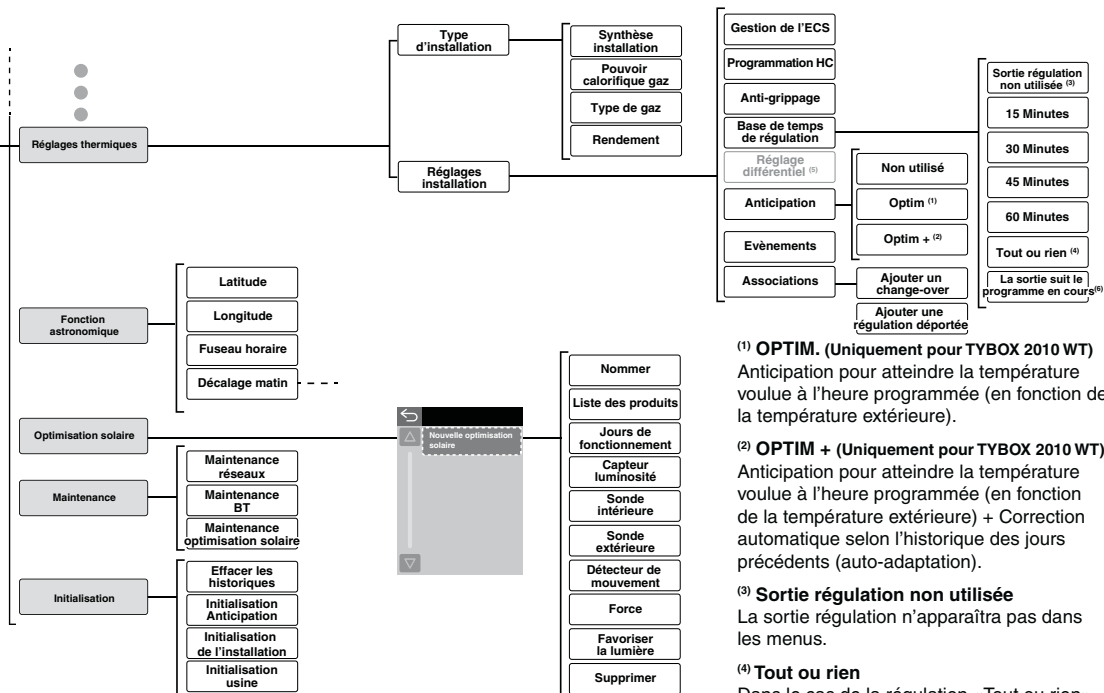 Réglages thermiques
Type
d'installation
Synthèse
installation
Pouvoir
calorifique gaz
Type de gaz
Rendement
Réglages
installation
Gestion de l'ECS
Programmation HC
Anti-grippage
Base de temps
de régulation
Réglage
différentiel (5)
Anticipation
Evènements
Associations
Non utilisé
Optim (1)
Optim + (2)
Ajouter un
change-over
Ajouter une
régulation déportée
Sortie régulation
non utilisée (3)
15 Minutes
30 Minutes
45 Minutes
60 Minutes
Tout ou rien (4)
La sortie suit le
programme en cours(6)
Fonction
astronomique
Latitude
Longitude
Fuseau horaire
Décalage matin
Optimisation solaire
Nouvelle optimisation
solaire
Nommer
Liste des produits
Jours de
fonctionnement
Capteur
luminosité
Sonde
intérieure
Sonde
extérieure
Détecteur de
mouvement
Force
Favoriser
la lumière
Supprimer
Maintenance
Maintenance
réseaux
Maintenance
BT
Maintenance
optimisation solaire
Initialisation
Effacer les
historiques
Initialisation
Anticipation
Initialisation
de l'installation
Initialisation
usine
(1) OPTIM. (Uniquement pour TYBOX 2010 WT)
Anticipation pour atteindre la température
voulue à l'heure programmée (en fonction de
la température extérieure).
(2) OPTIM + (Uniquement pour TYBOX 2010 WT)
Anticipation pour atteindre la température
voulue à l'heure programmée (en fonction
de la température extérieure) + Correction
automatique selon l'historique des jours
précédents (auto-adaptation).
(3) Sortie régulation non utilisée
La sortie régulation n'apparaîtra pas dans
les menus.
(4) Tout ou rien
Dans le cas de la régulation Tout ou rien